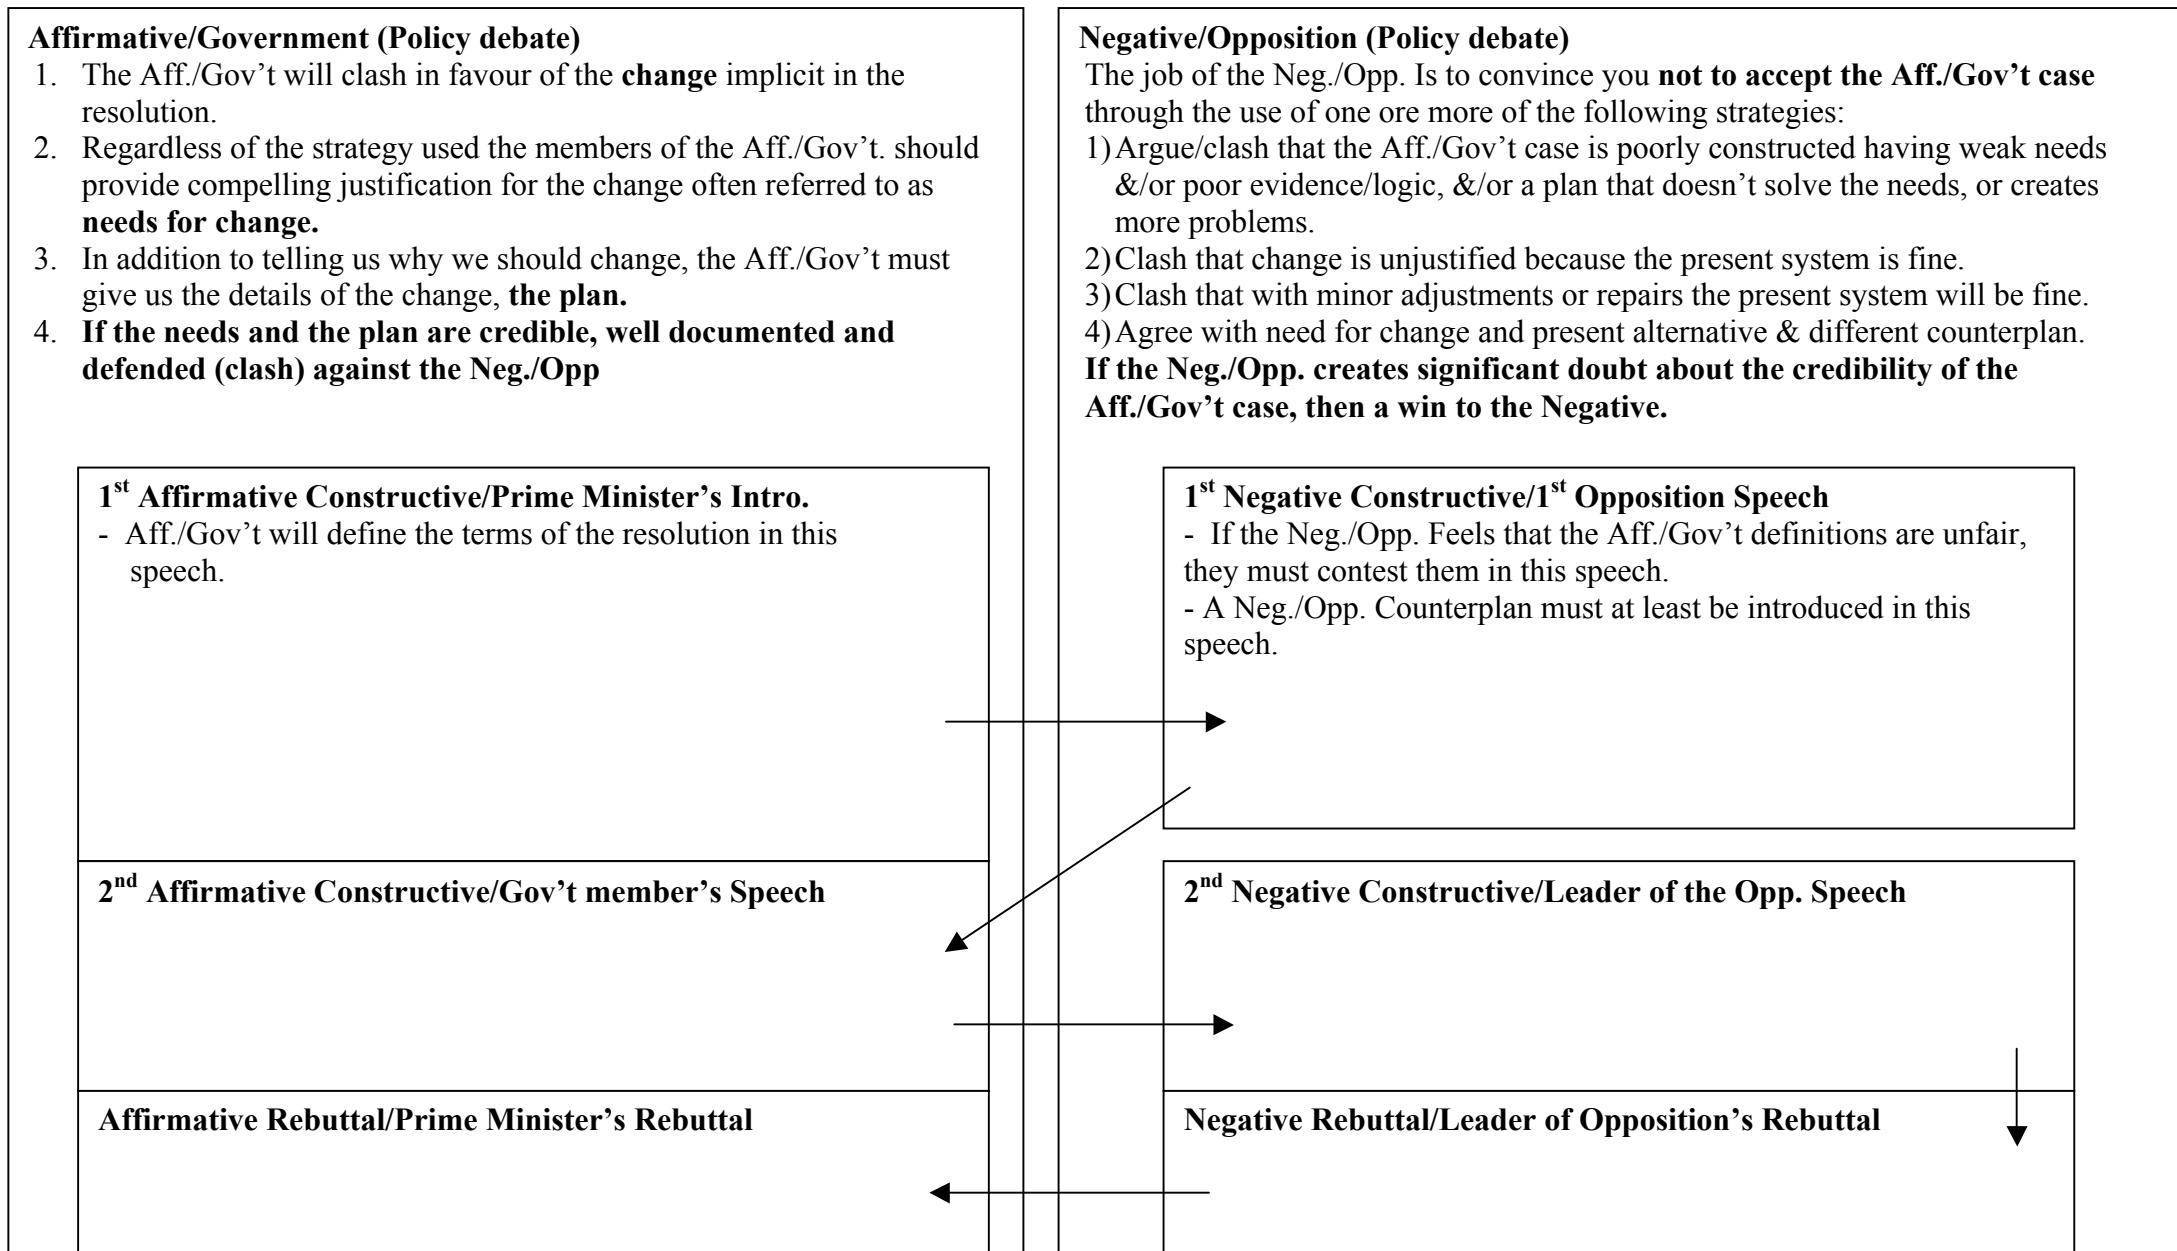 Affirmative/Government (Policy debate)
1. The Aff./Gov’t will clash in favour of the change implicit in the
resolution.
2. Regardless of the strategy used the members of the Aff./Gov’t. should
provide compelling justification for the change often referred to as
needs for change.
3. In addition to telling us why we should change, the Aff./Gov’t must
give us the details of the change, the plan.
4. If the needs and the plan are credible, well documented and
defended (clash) against the Neg./Opp
Negative/Opposition (Policy debate)
The job of the Neg./Opp. Is to convince you not to accept the Aff./Gov’t case
through the use of one ore more of the following strategies:
1) Argue/clash that the Aff./Gov’t case is poorly constructed having weak needs
&/or poor evidence/logic, &/or a plan that doesn’t solve the needs, or creates
more problems.
2) Clash that change is unjustified because the present system is fine.
3) Clash that with minor adjustments or repairs the present system will be fine.
4) Agree with need for change and present alternative & different counterplan.
If the Neg./Opp. creates significant doubt about the credibility of the
Aff./Gov’t case, then a win to the Negative.
1st Affirmative Constructive/Prime Minister’s Intro.
- Aff./Gov’t will define the terms of the resolution in this
speech.
1st Negative Constructive/1st Opposition Speech
- If the Neg./Opp. Feels that the Aff./Gov’t definitions are unfair,
they must contest them in this speech.
- A Neg./Opp. Counterplan must at least be introduced in this
speech.
2nd Affirmative Constructive/Gov’t member’s Speech
2nd Negative Constructive/Leader of the Opp. Speech
Affirmative Rebuttal/Prime Minister’s Rebuttal
Negative Rebuttal/Leader of Opposition’s Rebuttal